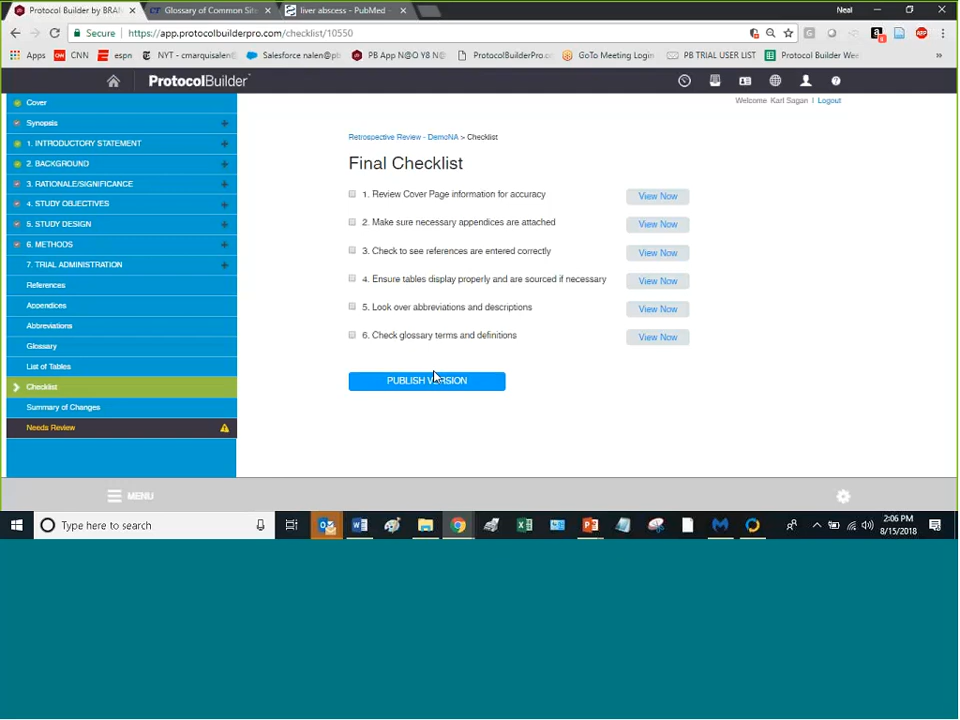 Protocol Builder by BRAN
Glossary of Common Sit
liver abscess - PubMed -
Neal
Secure
https://app.protocolbuilderpro.com/checklist/10550
Apps
CNN
espn
NYT - cmarquisalen@
Salesforce nalen@pb
PB App N@O Y8 N@
ProtocolBuilderPro.c
GoTo Meeting Login
PB TRIAL USER LIST
Protocol Builder Wee
ProtocolBuilder
Welcome Karl Sagan | Logout
Cover
Synopsis
1. INTRODUCTORY STATEMENT
2. BACKGROUND
3. RATIONALE/SIGNIFICANCE
4. STUDY OBJECTIVES
5. STUDY DESIGN
6. METHODS
7. TRIAL ADMINISTRATION
References
Appendices
Abbreviations
Glossary
List of Tables
Checklist
Summary of Changes
Needs Review
Retrospective Review - DemoNA > Checklist
Final Checklist
1. Review Cover Page information for accuracy
View Now
2. Make sure necessary appendices are attached
View Now
3. Check to see references are entered correctly
View Now
4. Ensure tables display properly and are sourced if necessary
View Now
5. Look over abbreviations and descriptions
View Now
6. Check glossary terms and definitions
View Now
PUBLISH VERSION
MENU
Type here to search
2:06 PM
8/15/2018